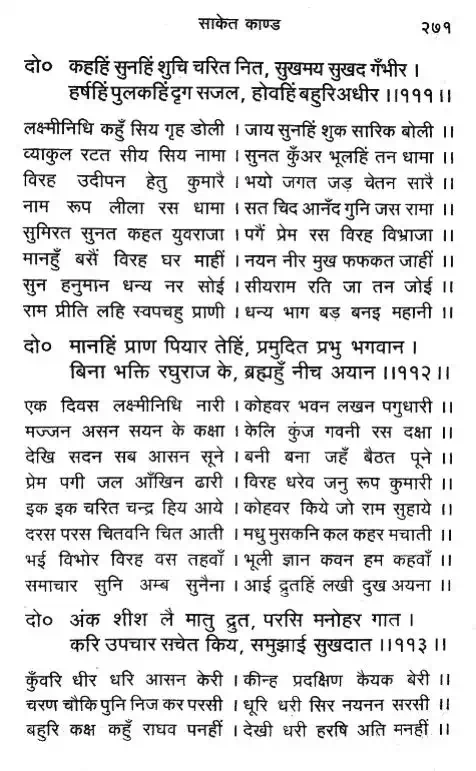 साकेत काण्ड २७१
दो० कहहिं सुनहिं शुचि चरित नित, सुखमय सुखद गँभीर ।
हर्षहिं पुलकहिं दृग सजल, होवहिं बहुरि अधीर ।।१११।।
लक्ष्मीनिधि कहुँ सिय गृह डोली । जाय सुनहिं शुक सारिक बोली ।।
व्याकुल रटत सीय सिय नामा । सुनत कुँअर भूलहिं तन धामा ।।
विरह उदीपन हेतु कुमारै । भयो जगत जड़ चेतन सारै ।।
नाम रूप लीला रस धामा । सत चिद आनँद गुनि जस रामा ।।
सुमिरत सुनत कहत युवराजा । पगैं प्रेम रस विरह विभ्राजा ।।
मानहुँ बसैं विरह घर माहीं । नयन नीर मुख फफकत जाहीं ।।
सुन हनुमान धन्य नर सोई । सीयराम रति जा तन जोई ।।
राम प्रीति लहि स्वपचहु प्राणी । धन्य भाग बड़ बनइ महानी ।।
दो० मानहिं प्राण पियार तेहिं, प्रमुदित प्रभु भगवान ।
बिना भक्ति रघुराज के, ब्रह्महुँ नीच अयान ।।११२।।
एक दिवस लक्ष्मीनिधि नारी । कोहवर भवन लखन पगुधारी ।।
मज्जन असन सयन के कक्षा । केलि कुंज गवनी रस दक्षा ।।
देखि सदन सब आसन सूने । बनी बना जहँ बैठत पूने ।।
प्रेम पगी जल आँखिन ढारी । विरह धरेव जनु रूप कुमारी ।।
इक इक चरित चन्द्र हिय आये । कोहवर किये जो राम सुहाये ।।
दरस परस चितवनि चित आती । मधु मुसकनि कल कहर मचाती ।।
भई विभोर विरह वस तहवाँ । भूली ज्ञान कवन हम कहवाँ ।।
समाचार सुनि अम्ब सुनैना । आई द्रुतहिं लखी दुख अयना ।।
दो० अंक शीश लै मातु द्रुत, परसि मनोहर गात ।
करि उपचार सचेत किय, समुझाई सुखदात ।।११३।।
कुँवरि धीर धरि आसन केरी । कीन्ह प्रदक्षिण कैयक बेरी ।।
चरण चौकि पुनि निज कर परसी । धूरि धरी सिर नयनन सरसी ।।
बहुरि कक्ष कहुँ राघव पनहीं । देखी धरी हरषि अति मनहीं ।।